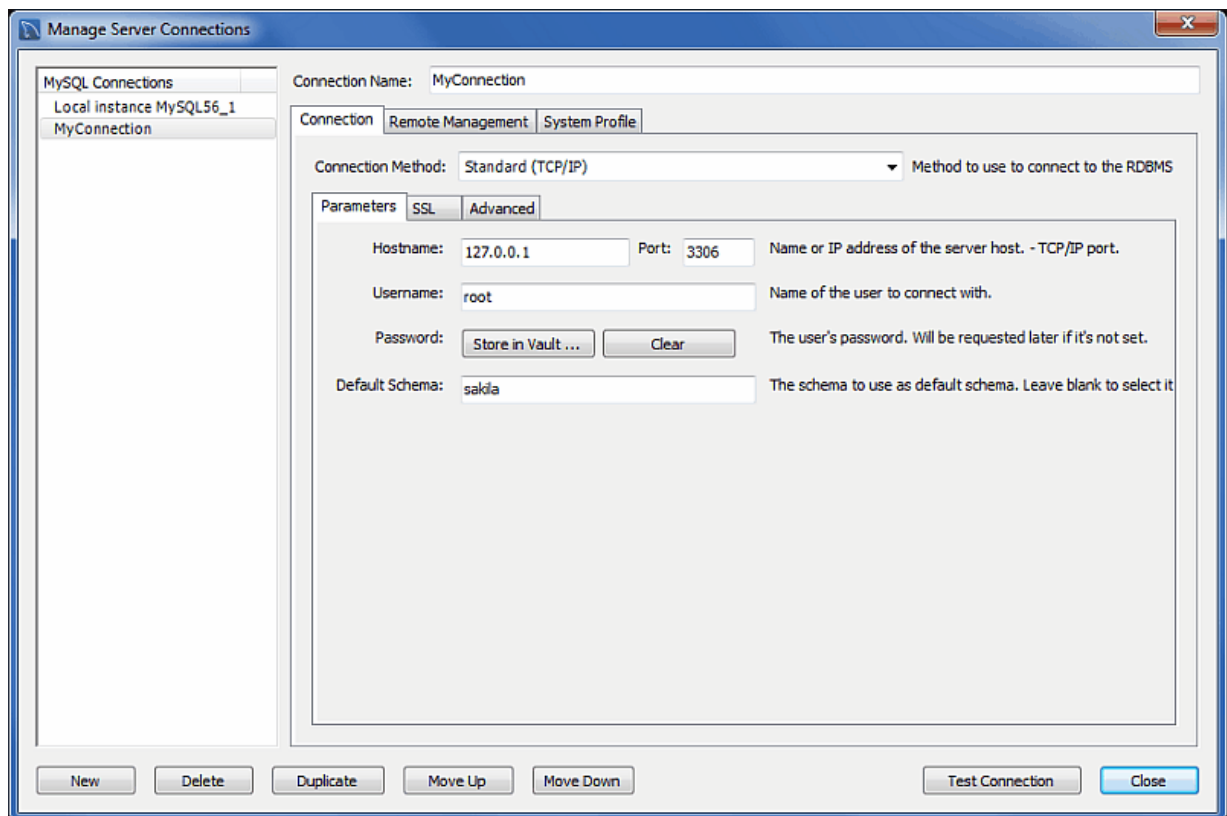 Manage Server Connections
MySQL Connections
Local instance MySQL56_1
MyConnection
Connection Name: MyConnection
Connection Remote Management System Profile
Connection Method: Standard (TCP/IP) Method to use to connect to the RDBMS
Parameters SSL Advanced
Hostname: 127.0.0.1 Port: 3306 Name or IP address of the server host. - TCP/IP port.
Username: root Name of the user to connect with.
Password: Store in Vault ... Clear The user's password. Will be requested later if it's not set.
Default Schema: sakila The schema to use as default schema. Leave blank to select it
New Delete Duplicate Move Up Move Down Test Connection Close